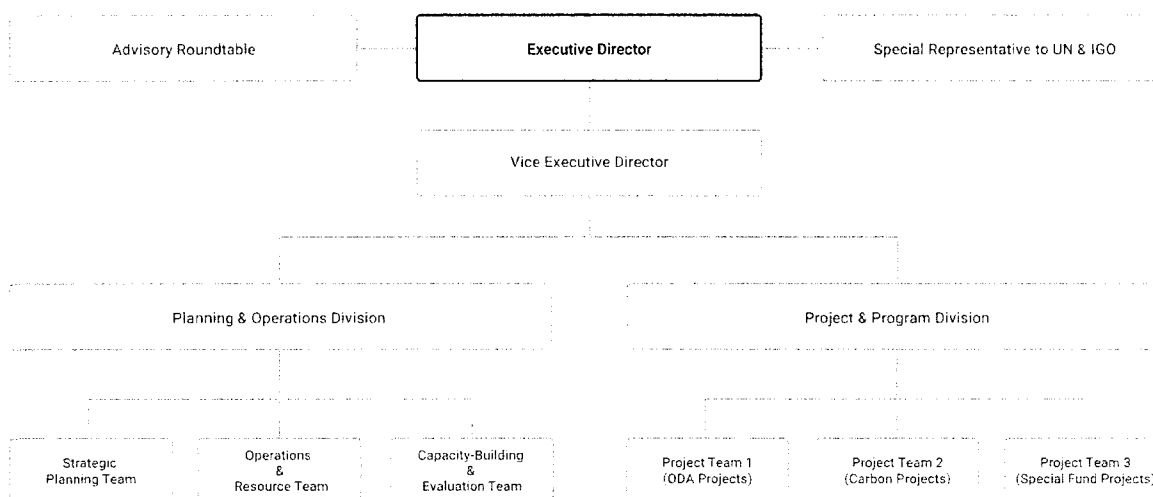 Advisory Roundtable
Executive Director
Special Representative to UN & IGO
Vice Executive Director
Planning & Operations Division
Project & Program Division
Strategic
Planning Team
Operations
&
Resource Team
Capacity-Building
&
Evaluation Team
Project Team 1
(ODA Projects)
Project Team 2
(Carbon Projects)
Project Team 3
(Special Fund Projects)